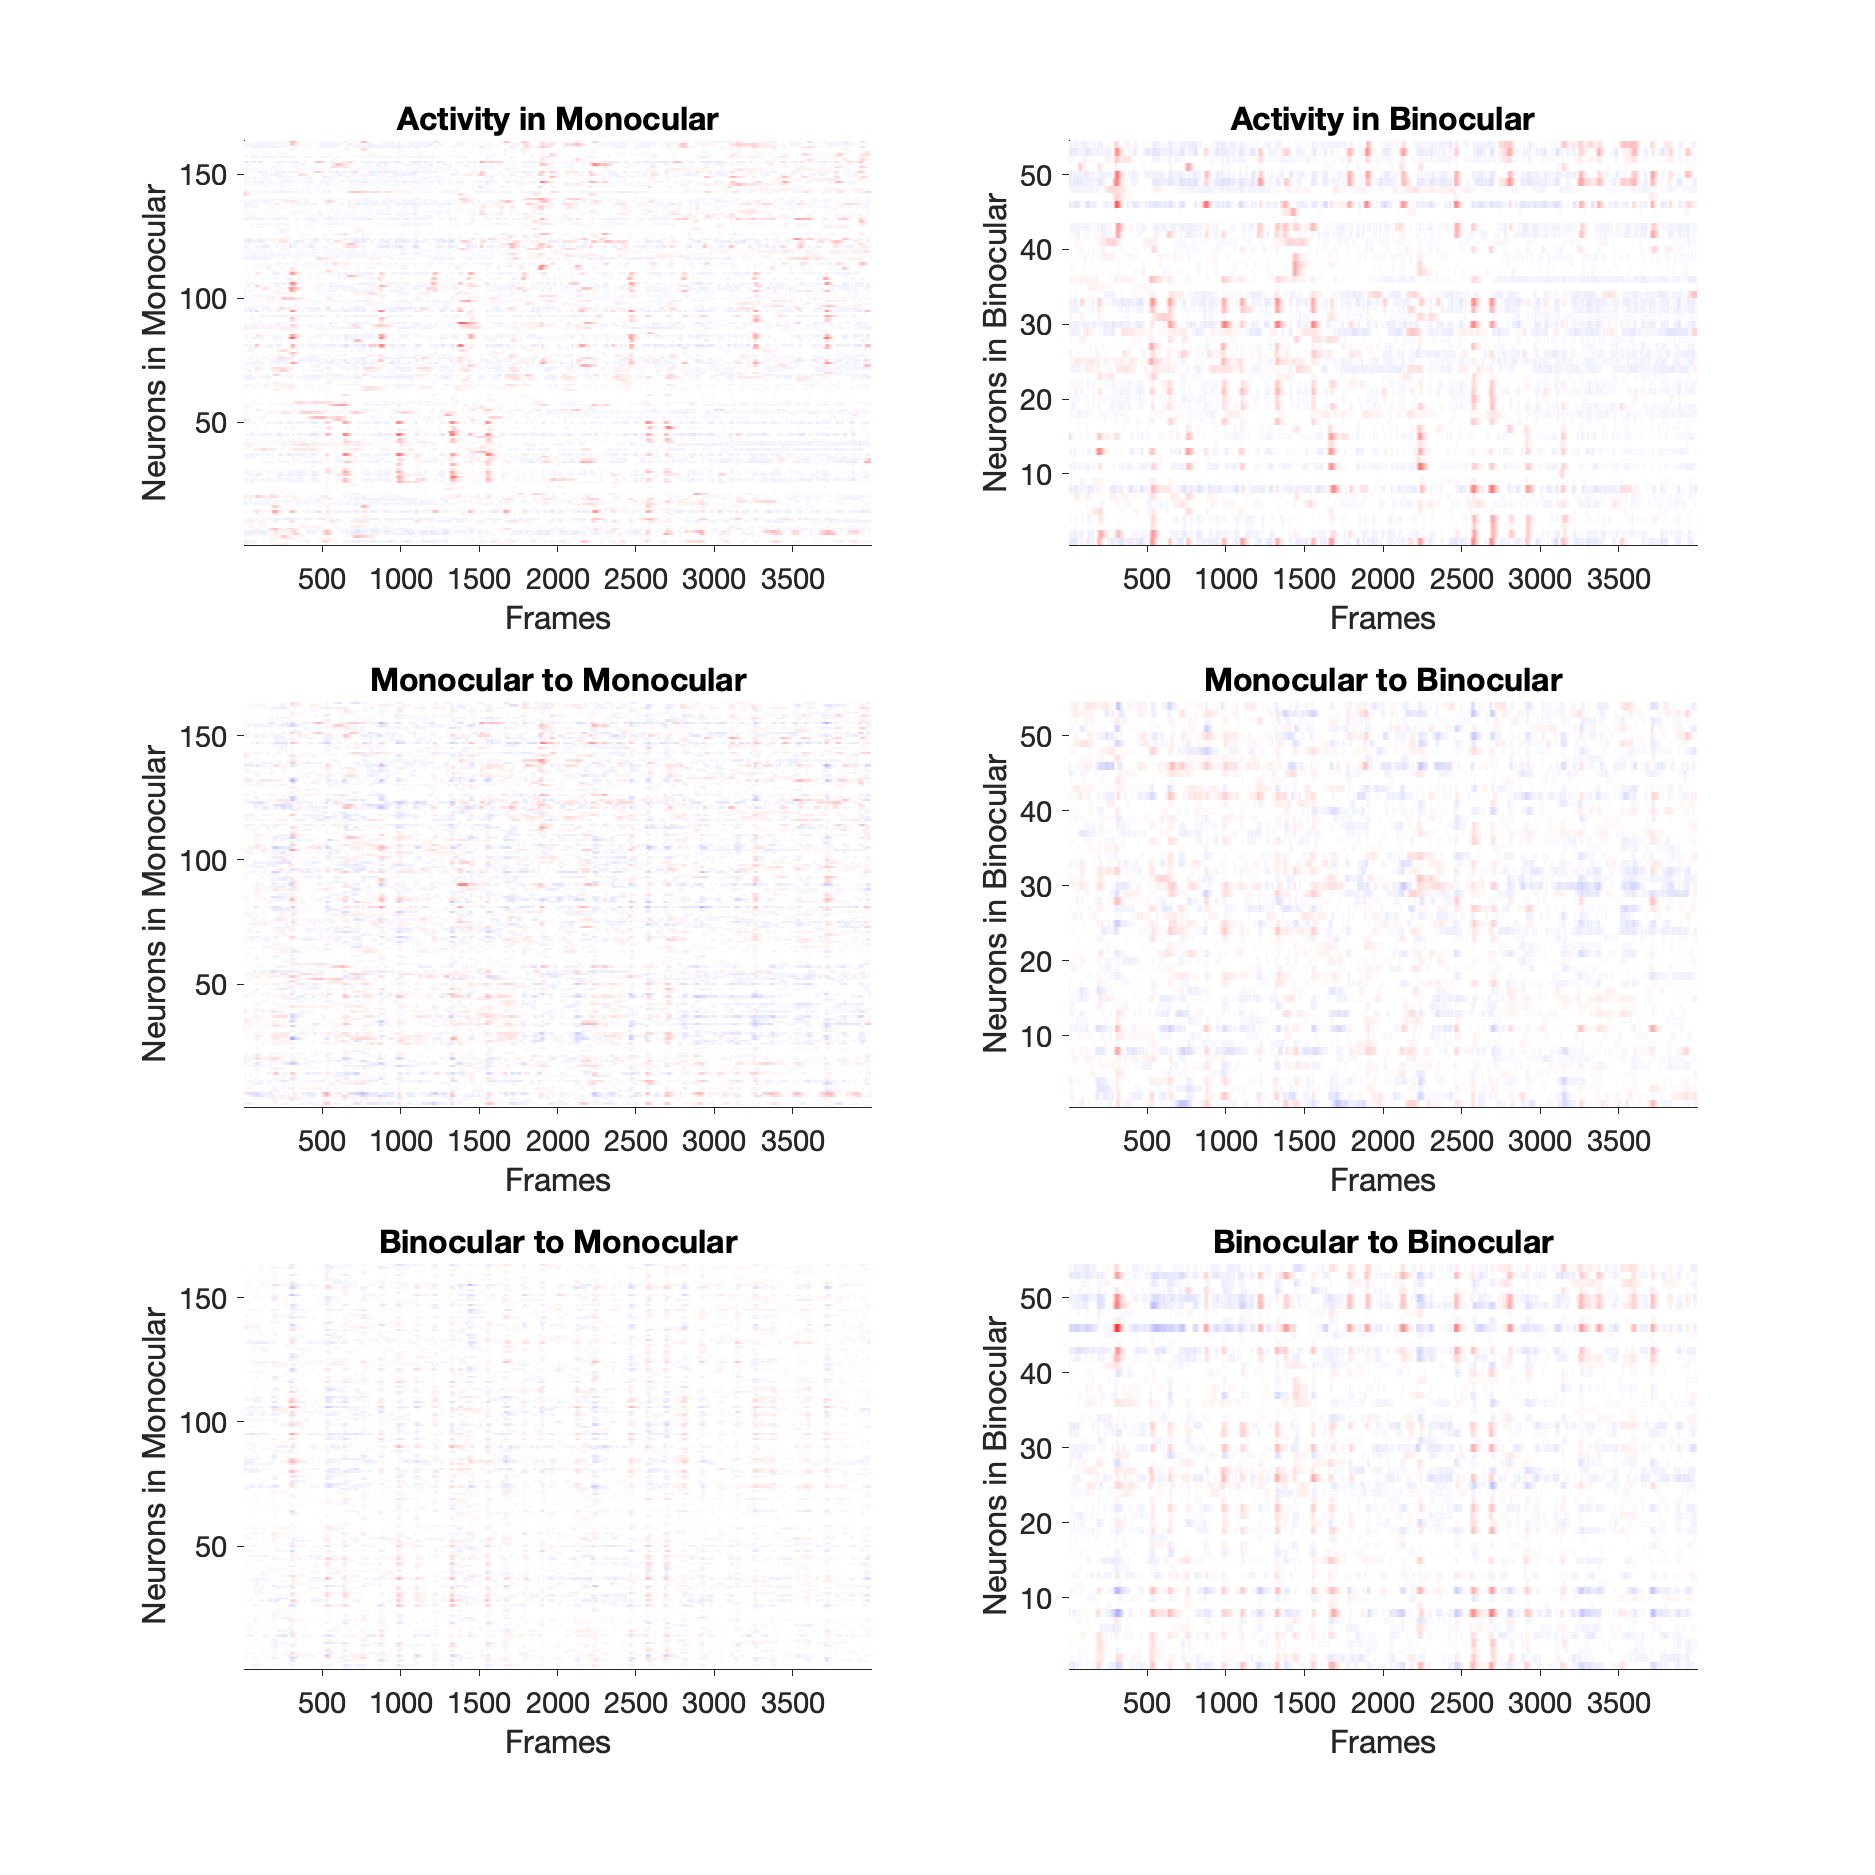 Activity in Monocular
Neurons in Monocular
150
100
50
500 1000 1500 2000 2500 3000 3500
Frames
Activity in Binocular
Neurons in Binocular
50
40
30
20
10
500 1000 1500 2000 2500 3000 3500
Frames
Monocular to Monocular
Neurons in Monocular
150
100
50
500 1000 1500 2000 2500 3000 3500
Frames
Monocular to Binocular
Neurons in Binocular
50
40
30
20
10
500 1000 1500 2000 2500 3000 3500
Frames
Binocular to Monocular
Neurons in Monocular
150
100
50
500 1000 1500 2000 2500 3000 3500
Frames
Binocular to Binocular
Neurons in Binocular
50
40
30
20
10
500 1000 1500 2000 2500 3000 3500
Frames